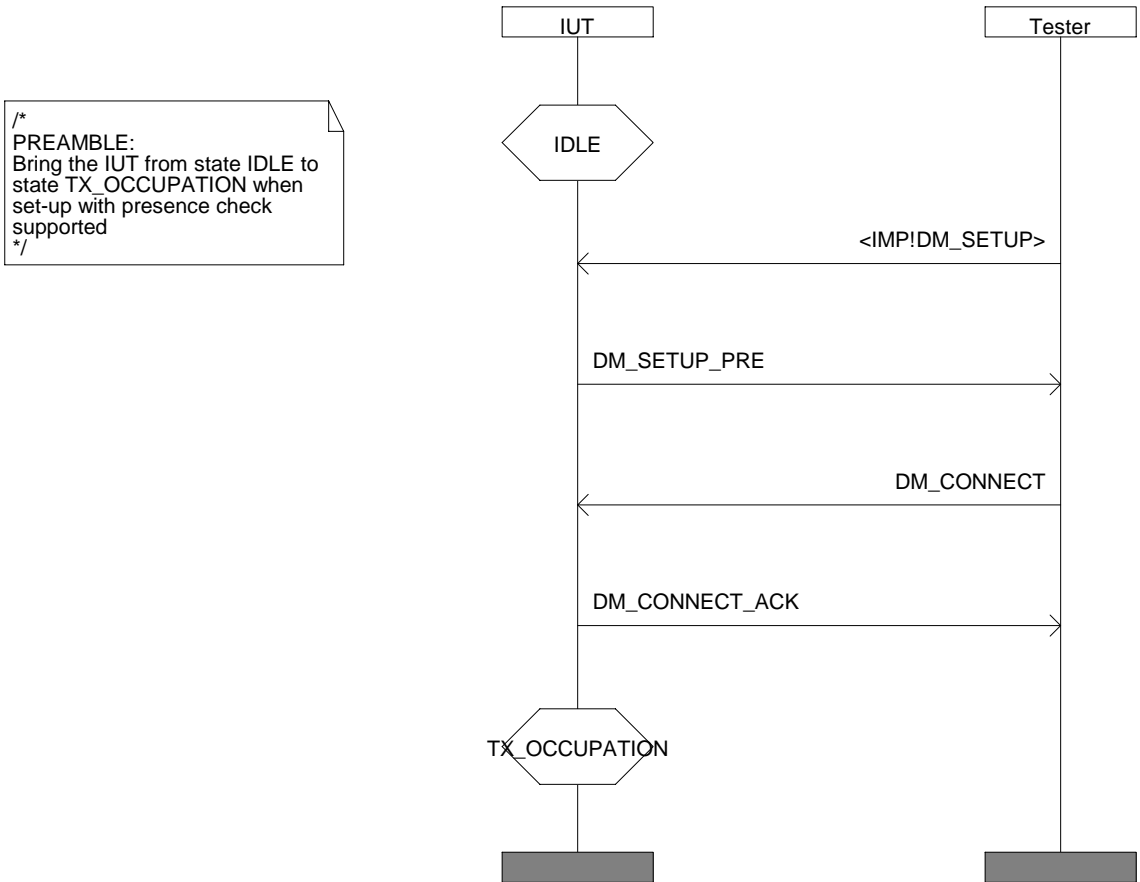 IUT
Tester
/*
PREAMBLE:
Bring the IUT from state IDLE to
state TX_OCCUPATION when
set-up with presence check
supported
*/
IDLE
<IMP!DM_SETUP>
DM_SETUP_PRE
DM_CONNECT
DM_CONNECT_ACK
TX_OCCUPATION